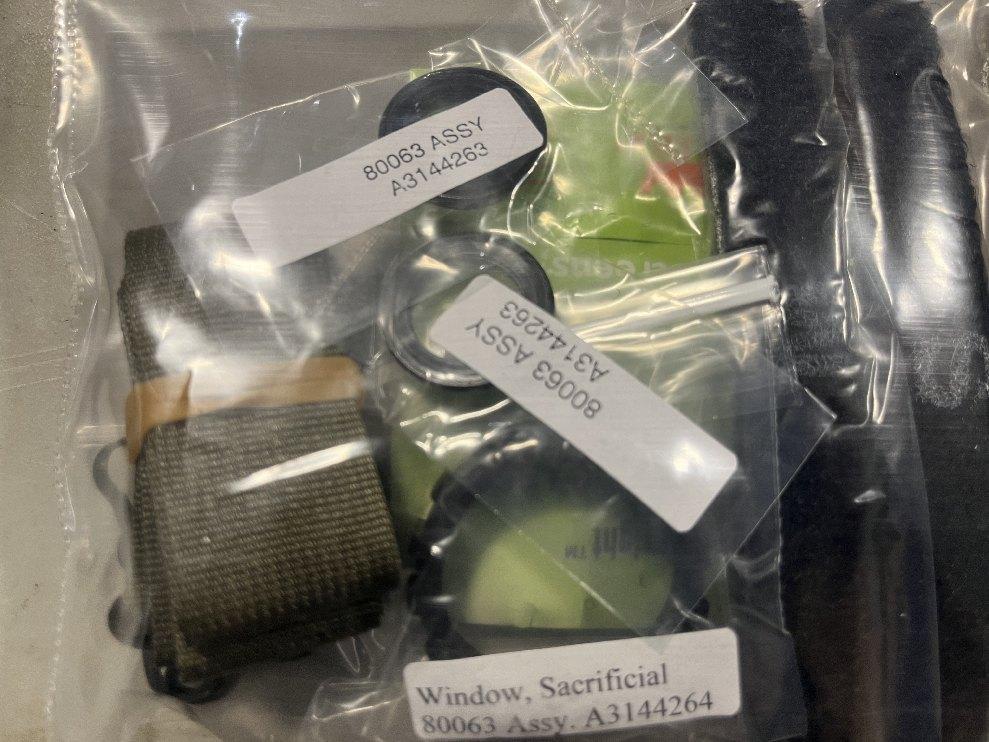 80063 ASSY
A3144263
80063 ASSY
A3144263
Window, Sacrificial
80063 Assy. A3144264